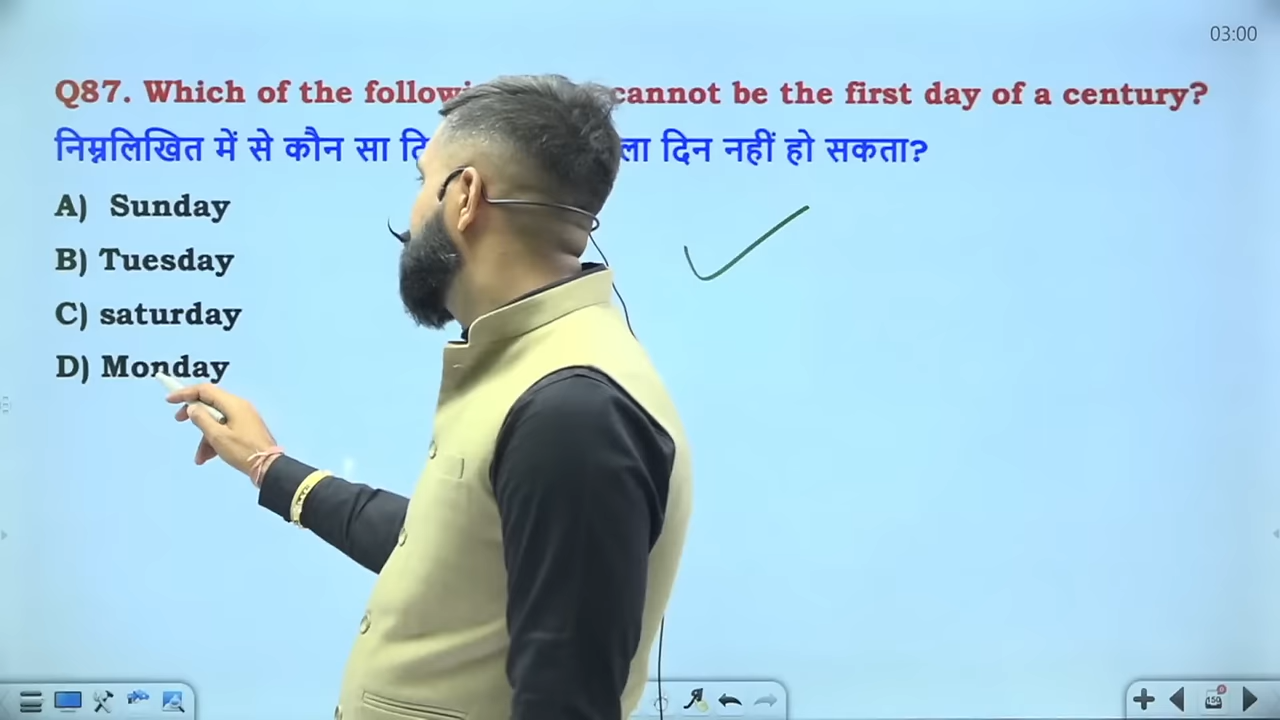 03:00
Q87. Which of the cannot be the first day of a century?
निम्नलिखित में से कौन सा दिन नहीं हो सकता?
A) Sunday
B) Tuesday
C) saturday
D) Monday